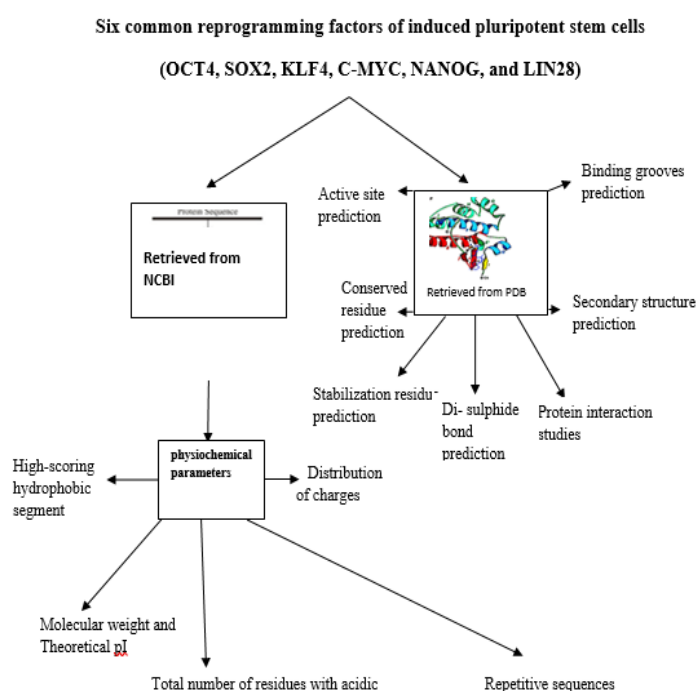 Six common reprogramming factors of induced pluripotent stem cells
(OCT4, SOX2, KLF4, C-MYC, NANOG, and LIN28)
Protein Sequence
Retrieved from
NCBI
Active site
prediction
Binding grooves
prediction
Retrieved from PDB
Conserved
residue
prediction
Secondary structure
prediction
Stabilization residu
prediction
Di- sulphide
bond
prediction
Protein interaction
studies
physiochemical
parameters
High-scoring
hydrophobic
segment
Distribution
of charges
Molecular weight and
Theoretical pI
Total number of residues with acidic
Repetitive sequences